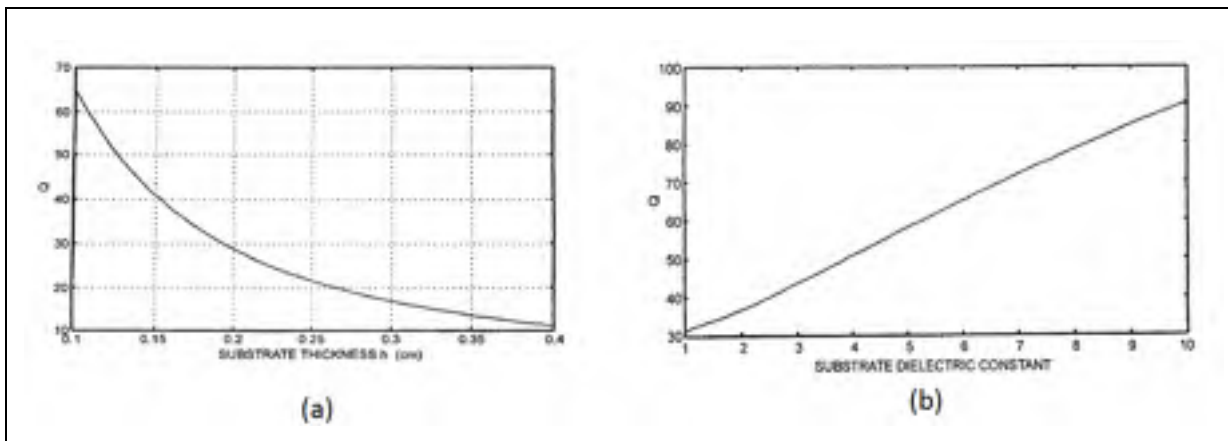 70
60
50
40
30
20
10
Q
0.1 0.15 0.2 0.25 0.3 0.35 0.4
SUBSTRATE THICKNESS h (cm)
(a)
100
90
80
70
60
50
40
30
Q
1 2 3 4 5 6 7 8 9 10
SUBSTRATE DIELECTRIC CONSTANT
(b)